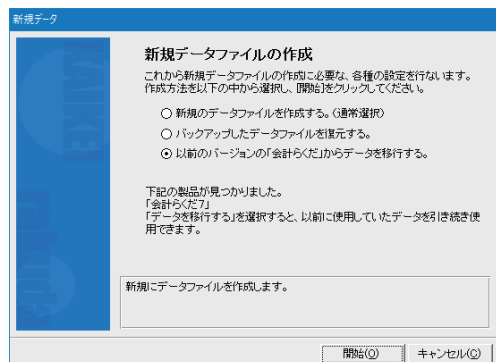 新規データ
新規データファイルの作成
これから新規データファイルの作成に必要な、各種の設定を行ないます。
作成方法を以下の中から選択し、[開始]をクリックしてください。
新規のデータファイルを作成する。(通常選択)
バックアップしたデータファイルを復元する。
以前のバージョンの「会計らくだ」からデータを移行する。
下記の製品が見つかりました。
「会計らくだ7」
「データを移行する」を選択すると、以前に使用していたデータを引き続き使
用できます。
新規にデータファイルを作成します。
開始(O)
キャンセル(C)
KAIKEI
rakuda